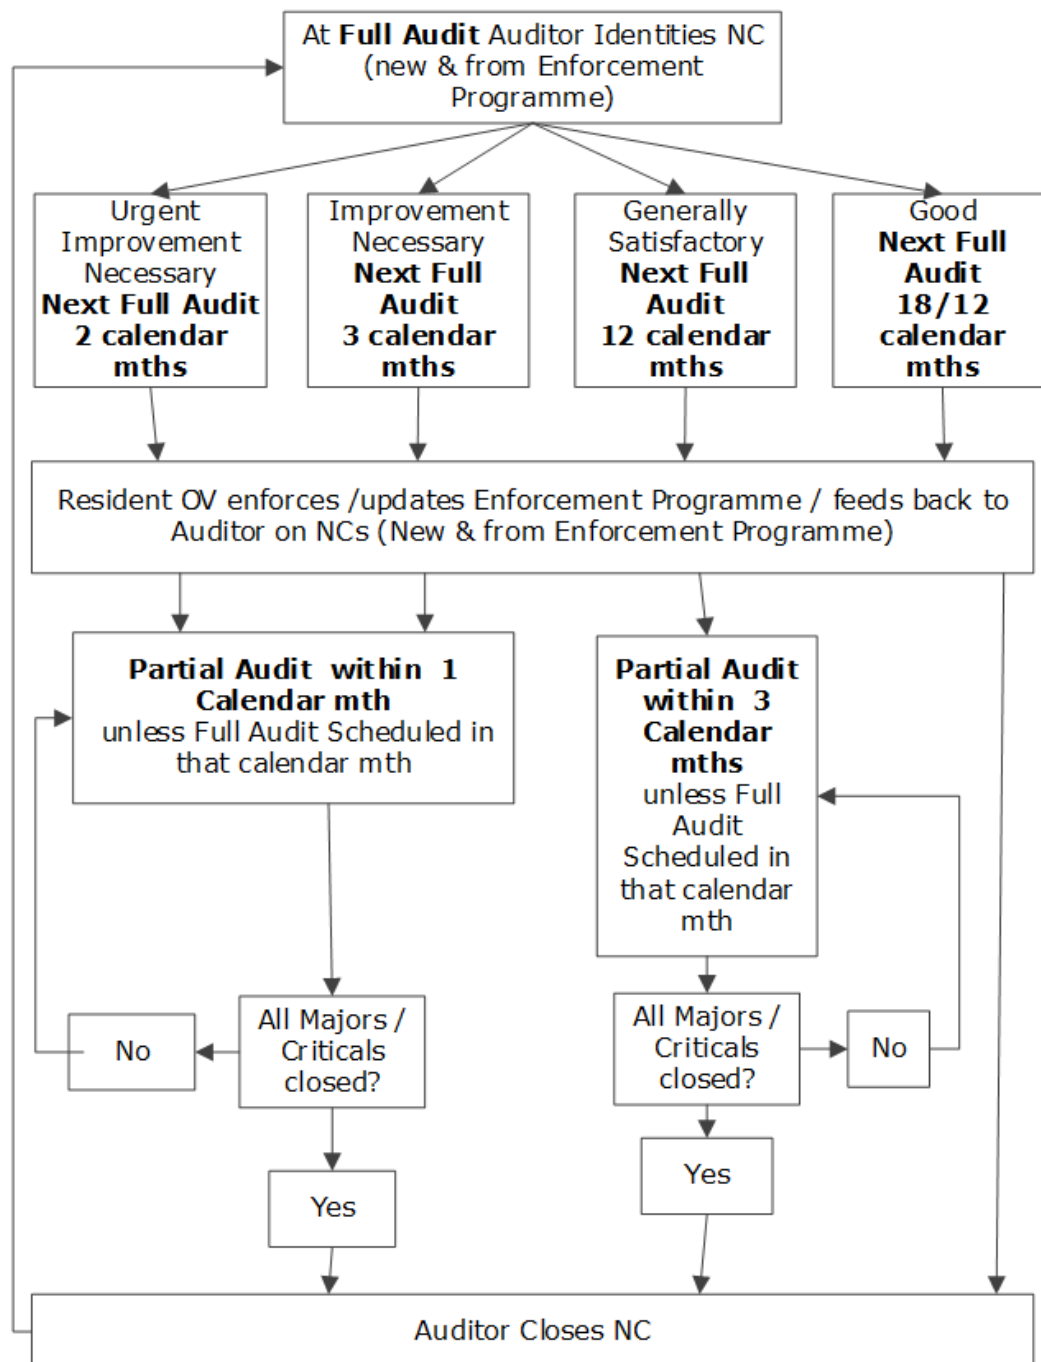 At Full Audit Auditor Identities NC
(new & from Enforcement
Programme)
Urgent
Improvement
Necessary
Next Full Audit
2 calendar
mths
Improvement
Necessary
Next Full
Audit
3 calendar
mths
Generally
Satisfactory
Next Full
Audit
12 calendar
mths
Good
Next Full
Audit
18/12
calendar
mths
Resident OV enforces /updates Enforcement Programme / feeds back to
Auditor on NCs (New & from Enforcement Programme)
Partial Audit within 1
Calendar mth
unless Full Audit Scheduled in
that calendar mth
Partial Audit
within 3
Calendar
mths
unless Full
Audit
Scheduled in
that calendar
mth
No
All Majors /
Criticals
closed?
All Majors /
Criticals
closed?
No
Yes
Yes
Auditor Closes NC